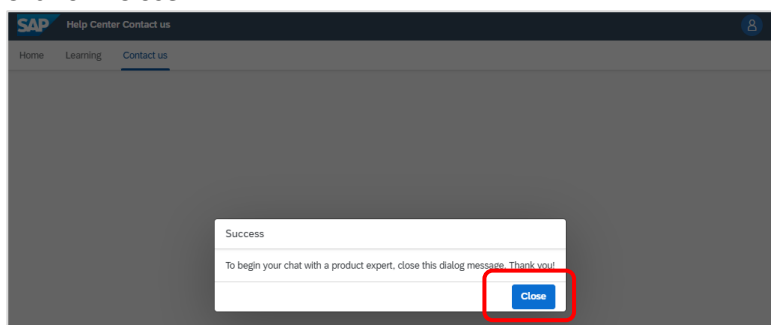 SAP Help Center Contact us
Home Learning Contact us
Success
To begin your chat with a product expert, close this dialog message. Thank you!
Close